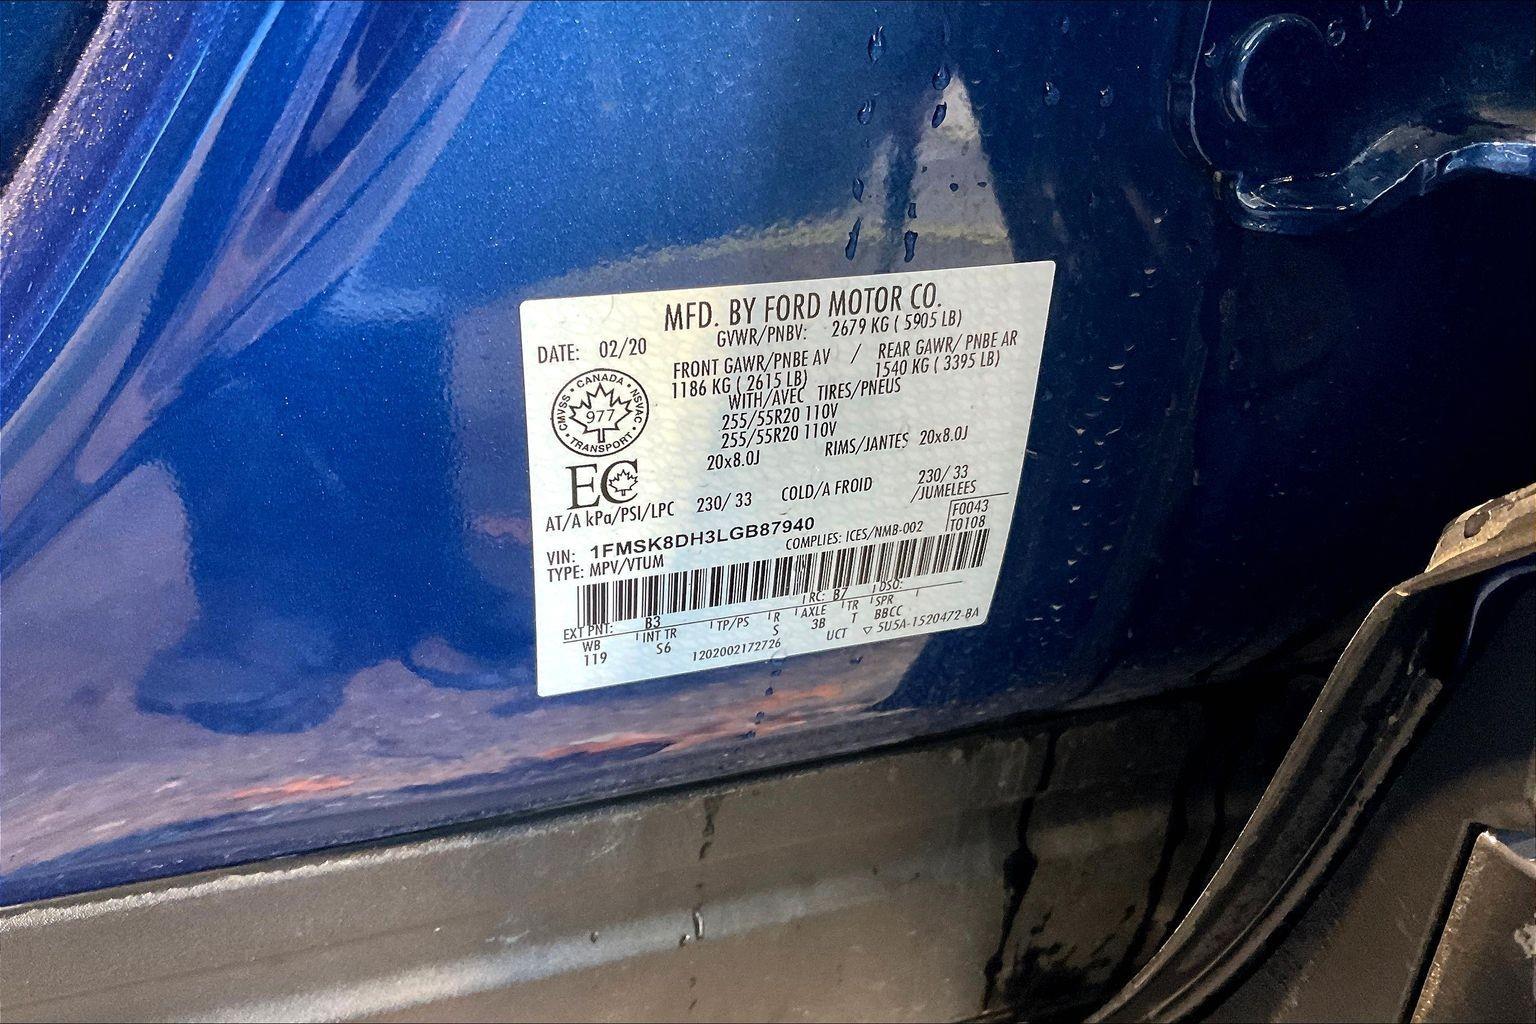 MFD. BY FORD MOTOR CO.
DATE: 02/20
GVWR/PNBV: 2679 KG ( 5905 LB)
FRONT GAWR/PNBE AV / REAR GAWR/ PNBE AR
1186 KG ( 2615 LB) 1540 KG ( 3395 LB)
WITH/AVEC TIRES/PNEUS
255/55R20 110V
255/55R20 110V
20x8.0J RIMS/JANTES 20x8.0J
CANADA • NSVAC • TRANSPORT • CMVSS •
977
EC
AT/A kPa/PSI/LPC 230/ 33 COLD/A FROID 230/ 33
/JUMELEES
VIN: 1FMSK8DH3LGB87940
COMPLIES: ICES/NMB-002
F0043
T0108
TYPE: MPV/VTUM
EXT PNT: B3 RC: B7 DSO:
WB INT TR TP/PS R AXLE TR SPR
119 S6 S 3B T BBCC
1202002172726 UCT ▽ 5U5A-1520472-BA